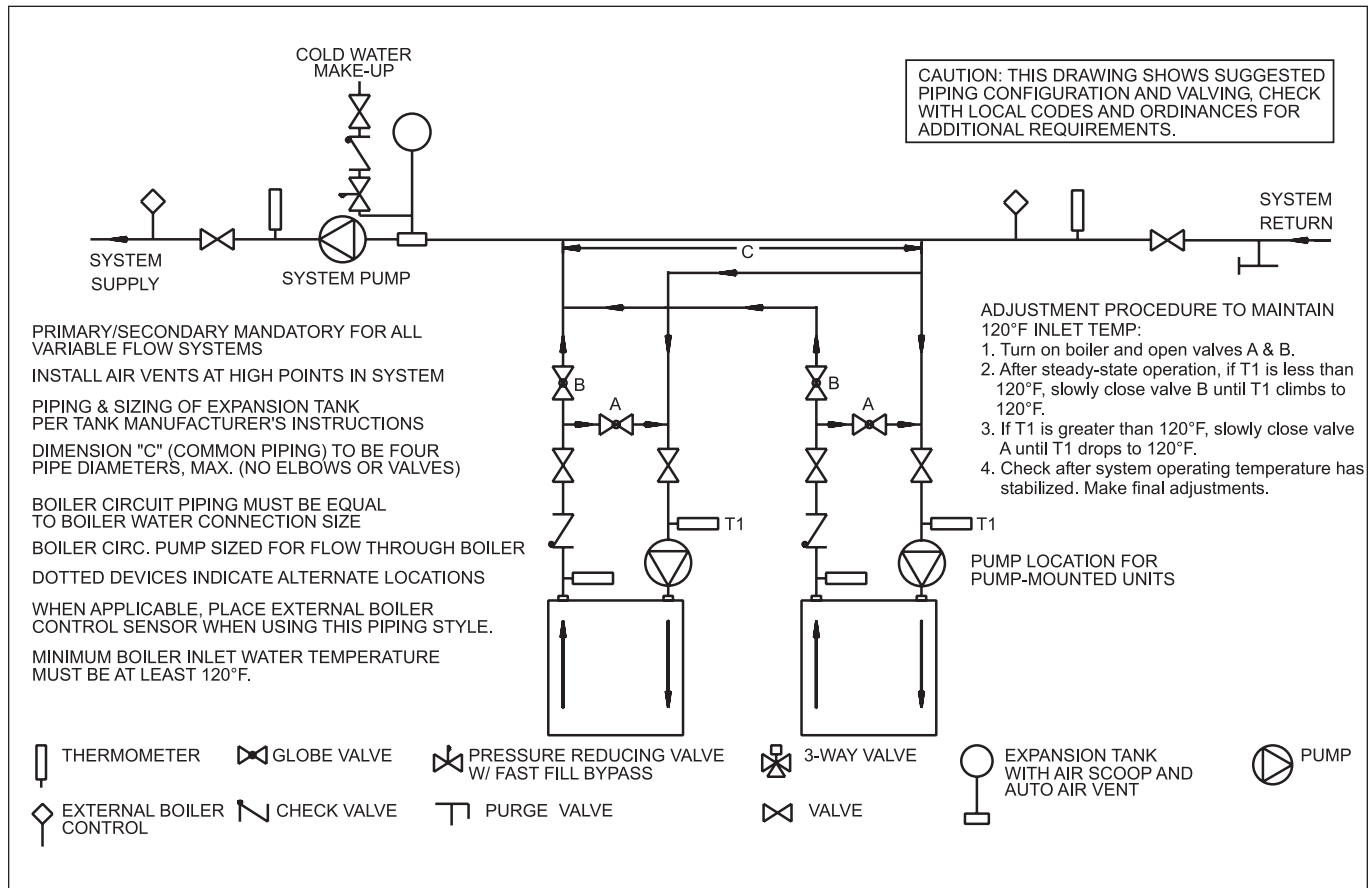 COLD WATER
MAKE-UP
CAUTION: THIS DRAWING SHOWS SUGGESTED
PIPING CONFIGURATION AND VALVING, CHECK
WITH LOCAL CODES AND ORDINANCES FOR
ADDITIONAL REQUIREMENTS.
SYSTEM
RETURN
SYSTEM
SUPPLY
SYSTEM PUMP
C
PRIMARY/SECONDARY MANDATORY FOR ALL
VARIABLE FLOW SYSTEMS
INSTALL AIR VENTS AT HIGH POINTS IN SYSTEM
PIPING & SIZING OF EXPANSION TANK
PER TANK MANUFACTURER'S INSTRUCTIONS
DIMENSION "C" (COMMON PIPING) TO BE FOUR
PIPE DIAMETERS, MAX. (NO ELBOWS OR VALVES)
BOILER CIRCUIT PIPING MUST BE EQUAL
TO BOILER WATER CONNECTION SIZE
BOILER CIRC. PUMP SIZED FOR FLOW THROUGH BOILER
DOTTED DEVICES INDICATE ALTERNATE LOCATIONS
WHEN APPLICABLE, PLACE EXTERNAL BOILER
CONTROL SENSOR WHEN USING THIS PIPING STYLE.
MINIMUM BOILER INLET WATER TEMPERATURE
MUST BE AT LEAST 120°F.
B
A
T1
B
A
T1
ADJUSTMENT PROCEDURE TO MAINTAIN
120°F INLET TEMP:
1. Turn on boiler and open valves A & B.
2. After steady-state operation, if T1 is less than
120°F, slowly close valve B until T1 climbs to
120°F.
3. If T1 is greater than 120°F, slowly close valve
A until T1 drops to 120°F.
4. Check after system operating temperature has
stabilized. Make final adjustments.
PUMP LOCATION FOR
PUMP-MOUNTED UNITS
THERMOMETER
GLOBE VALVE
PRESSURE REDUCING VALVE
W/ FAST FILL BYPASS
3-WAY VALVE
EXPANSION TANK
WITH AIR SCOOP AND
AUTO AIR VENT
PUMP
EXTERNAL BOILER
CONTROL
CHECK VALVE
PURGE VALVE
VALVE